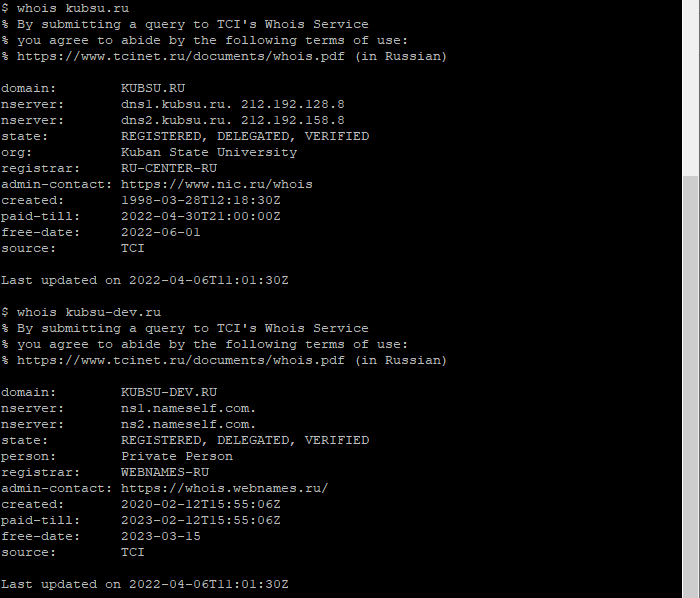 $ whois kubsu.ru
% By submitting a query to TCI's Whois Service
% you agree to abide by the following terms of use:
% https://www.tcinet.ru/documents/whois.pdf (in Russian)

domain:        KUBSU.RU
nserver:       dns1.kubsu.ru. 212.192.128.8
nserver:       dns2.kubsu.ru. 212.192.158.8
state:         REGISTERED, DELEGATED, VERIFIED
org:           Kuban State University
registrar:     RU-CENTER-RU
admin-contact: https://www.nic.ru/whois
created:       1998-03-28T12:18:30Z
paid-till:     2022-04-30T21:00:00Z
free-date:     2022-06-01
source:        TCI

Last updated on 2022-04-06T11:01:30Z

$ whois kubsu-dev.ru
% By submitting a query to TCI's Whois Service
% you agree to abide by the following terms of use:
% https://www.tcinet.ru/documents/whois.pdf (in Russian)

domain:        KUBSU-DEV.RU
nserver:       ns1.nameself.com.
nserver:       ns2.nameself.com.
state:         REGISTERED, DELEGATED, VERIFIED
person:        Private Person
registrar:     WEBNAMES-RU
admin-contact: https://whois.webnames.ru/
created:       2020-02-12T15:55:06Z
paid-till:     2023-02-12T15:55:06Z
free-date:     2023-03-15
source:        TCI

Last updated on 2022-04-06T11:01:30Z